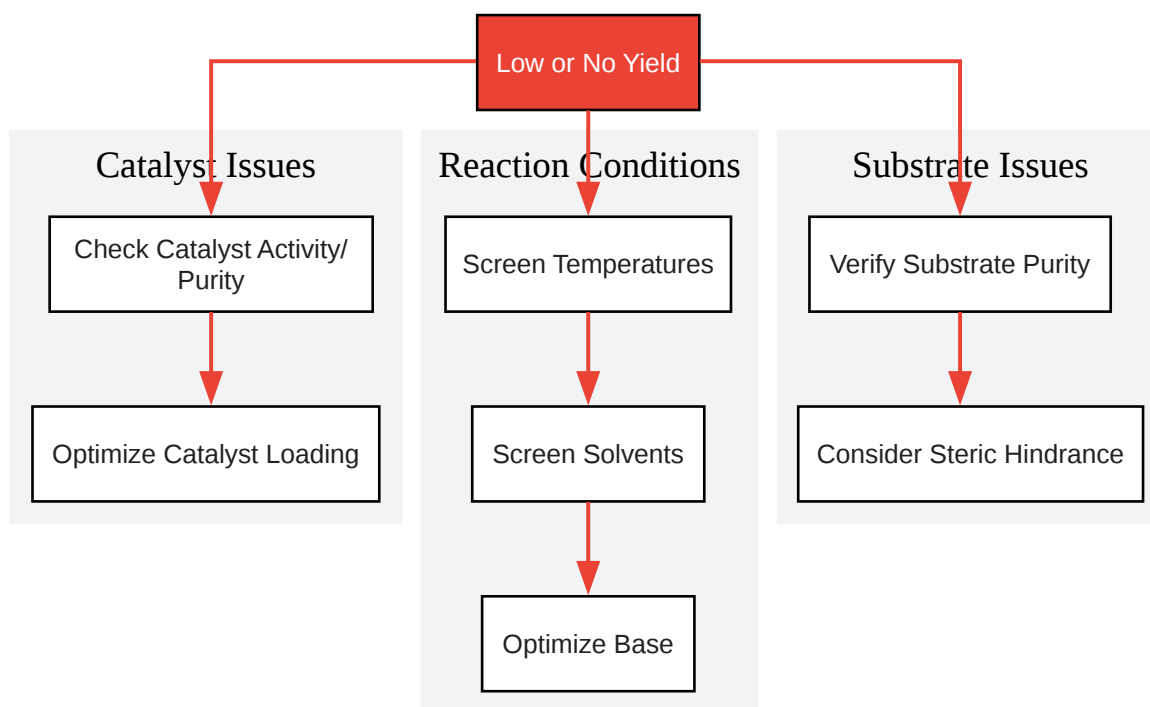 Low or No Yield
Catalyst Issues
Check Catalyst Activity/
Purity
Optimize Catalyst Loading
Reaction Conditions
Screen Temperatures
Screen Solvents
Optimize Base
Substrate Issues
Verify Substrate Purity
Consider Steric Hindrance